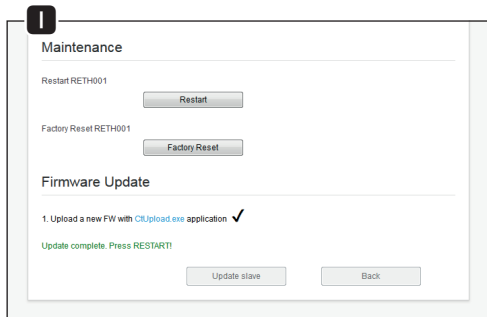 I
Maintenance
Restart RETH001
Restart
Factory Reset RETH001
Factory Reset
Firmware Update
1. Upload a new FW with CtUpload.exe application ✓
Update complete. Press RESTART!
Update slave Back